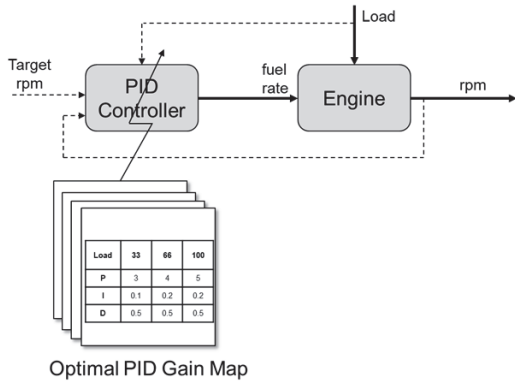 Load
Target
rpm
PID
Controller
fuel
rate
Engine
rpm
Load 33 66 100
P 3 4 5
I 0.1 0.2 0.2
D 0.5 0.5 0.5
Optimal PID Gain Map